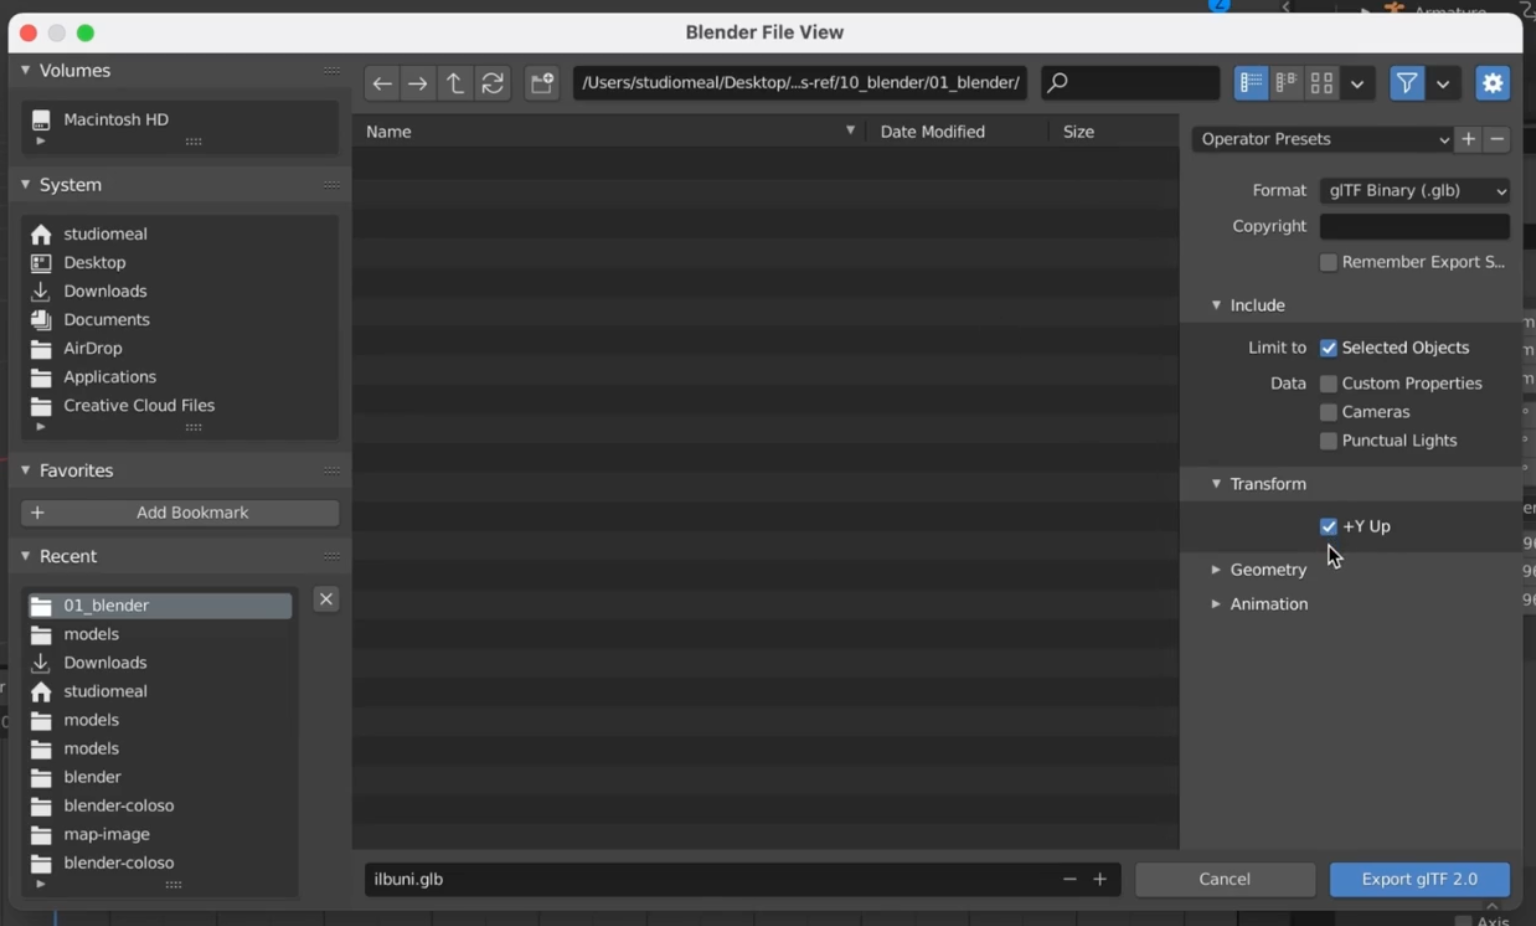 Armature
Blender File View
Volumes
Macintosh HD
System
studiomeal
Desktop
Downloads
Documents
AirDrop
Applications
Creative Cloud Files
Favorites
Add Bookmark
Recent
01_blender
models
Downloads
studiomeal
models
models
blender
blender-coloso
map-image
blender-coloso
/Users/studiomeal/Desktop/...s-ref/10_blender/01_blender/
Name Date Modified Size
ilbuni.glb
Operator Presets
Format glTF Binary (.glb)
Copyright
Remember Export S...
Include
Limit to Selected Objects
Data Custom Properties
Cameras
Punctual Lights
Transform
+Y Up
Geometry
Animation
Cancel Export glTF 2.0
Axis